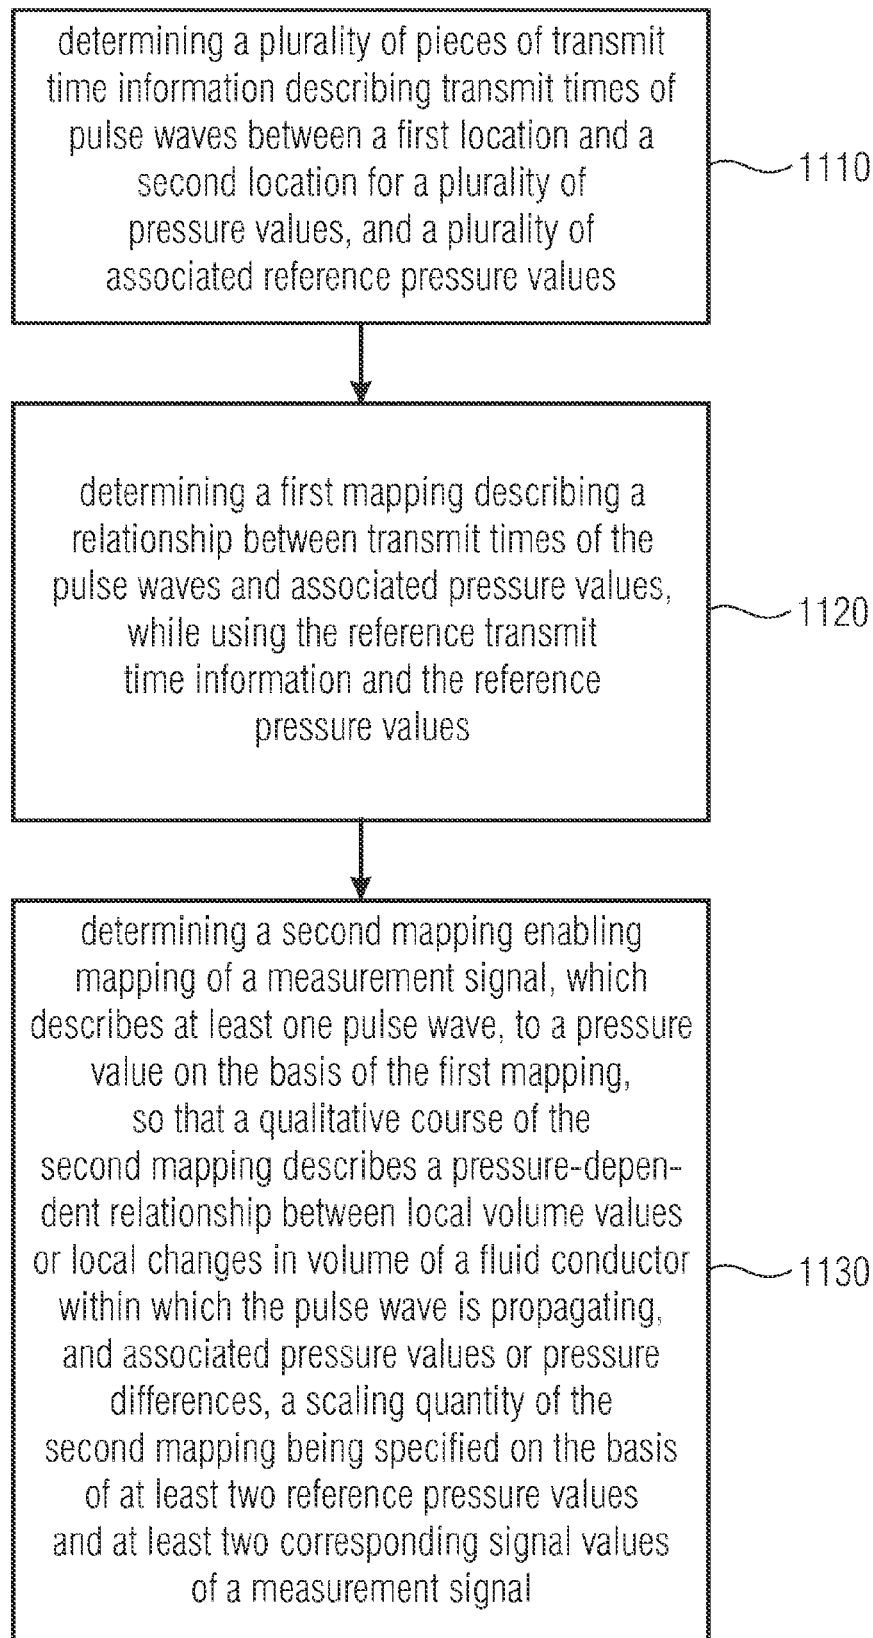 determining a plurality of pieces of transmit
time information describing transmit times of
pulse waves between a first location and a
second location for a plurality of
pressure values, and a plurality of
associated reference pressure values
1110
determining a first mapping describing a
relationship between transmit times of the
pulse waves and associated pressure values,
while using the reference transmit
time information and the reference
pressure values
1120
determining a second mapping enabling
mapping of a measurement signal, which
describes at least one pulse wave, to a pressure
value on the basis of the first mapping,
so that a qualitative course of the
second mapping describes a pressure-depen-
dent relationship between local volume values
or local changes in volume of a fluid conductor
within which the pulse wave is propagating,
and associated pressure values or pressure
differences, a scaling quantity of the
second mapping being specified on the basis
of at least two reference pressure values
and at least two corresponding signal values
of a measurement signal
1130